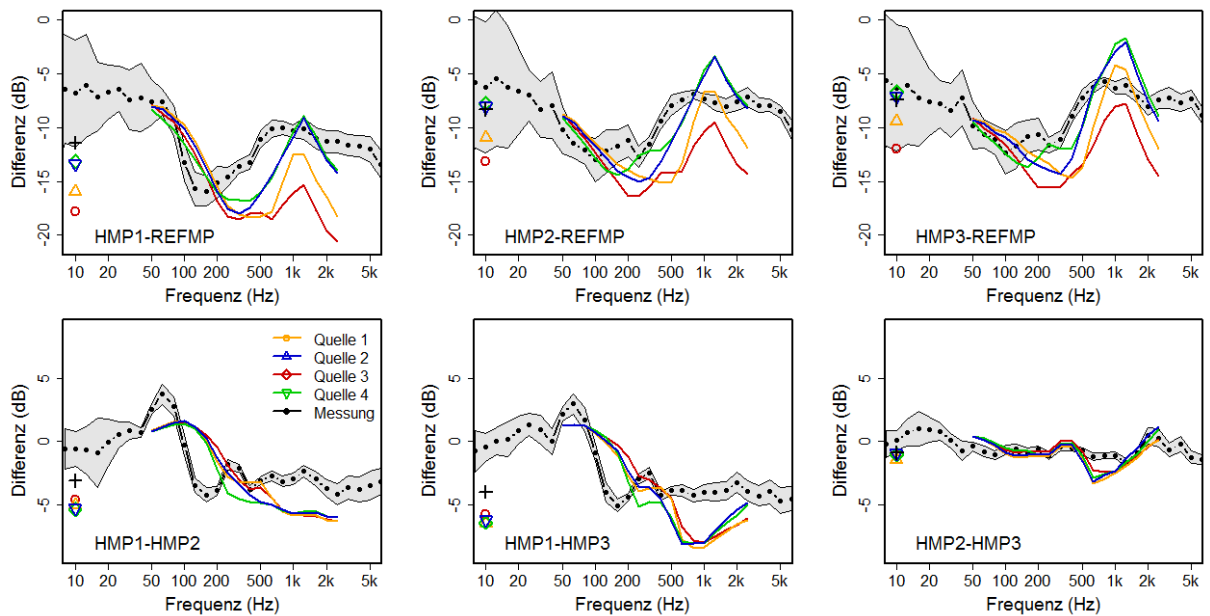 Differenz (dB)
0
-5
-10
-15
-20
HMP1-REFMP
10 20 50 100 200 500 1k 2k 5k
Frequenz (Hz)
Differenz (dB)
0
-5
-10
-15
-20
HMP2-REFMP
10 20 50 100 200 500 1k 2k 5k
Frequenz (Hz)
Differenz (dB)
0
-5
-10
-15
-20
HMP3-REFMP
10 20 50 100 200 500 1k 2k 5k
Frequenz (Hz)
Differenz (dB)
5
0
-5
Quelle 1
Quelle 2
Quelle 3
Quelle 4
Messung
HMP1-HMP2
10 20 50 100 200 500 1k 2k 5k
Frequenz (Hz)
Differenz (dB)
5
0
-5
HMP1-HMP3
10 20 50 100 200 500 1k 2k 5k
Frequenz (Hz)
Differenz (dB)
5
0
-5
HMP2-HMP3
10 20 50 100 200 500 1k 2k 5k
Frequenz (Hz)